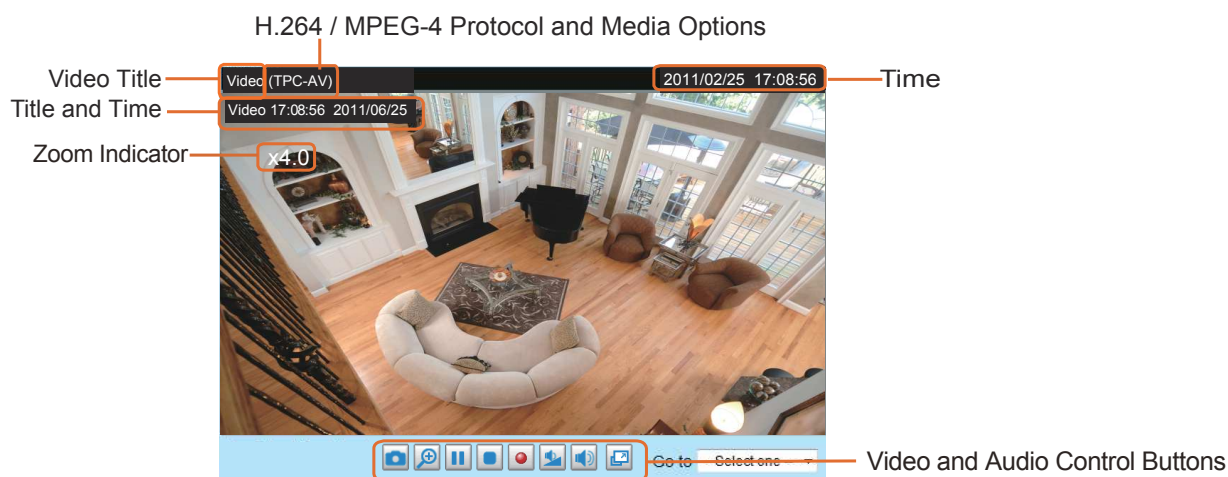 H.264 / MPEG-4 Protocol and Media Options
Video Title
Video (TPC-AV)
2011/02/25 17:08:56
Time
Title and Time
Video 17:08:56 2011/06/25
Zoom Indicator
x4.0
Go to
Select one
Video and Audio Control Buttons